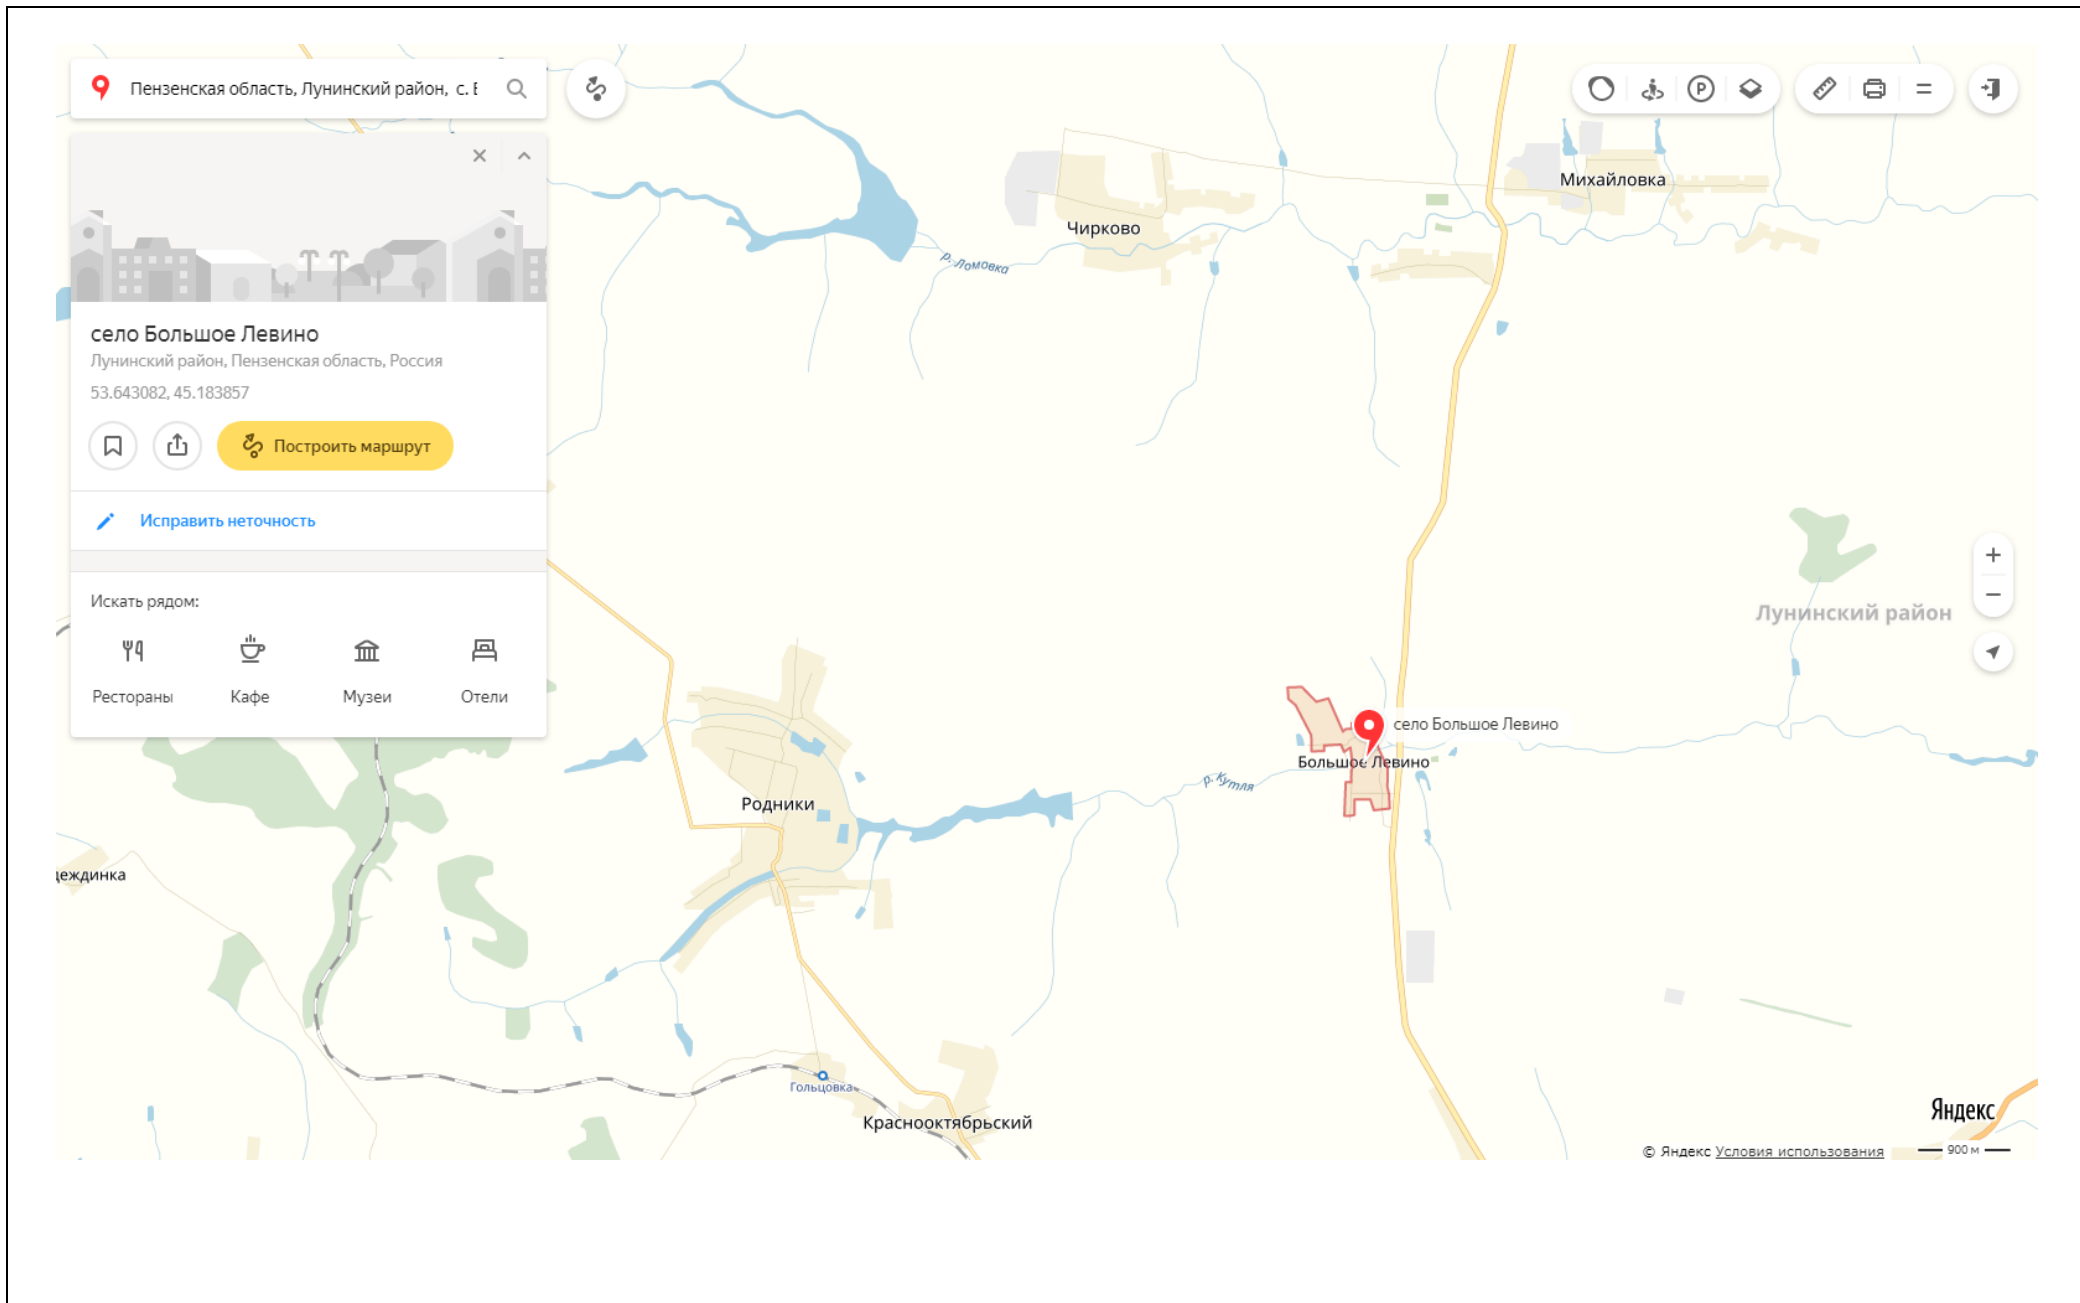 Пензенская область, Лунинский район, с. Б
P
село Большое Левино
Лунинский район, Пензенская область, Россия
53.643082, 45.183857
Построить маршрут
Исправить неточность
Искать рядом:
Рестораны
Кафе
Музеи
Отели
Михайловка
Чирково
р. Ломовка
Лунинский район
село Большое Левино
Большое Левино
р. Кутля
Родники
деждинка
Гольцовка
Краснооктябрьский
Яндекс
© Яндекс Условия использования
900 м